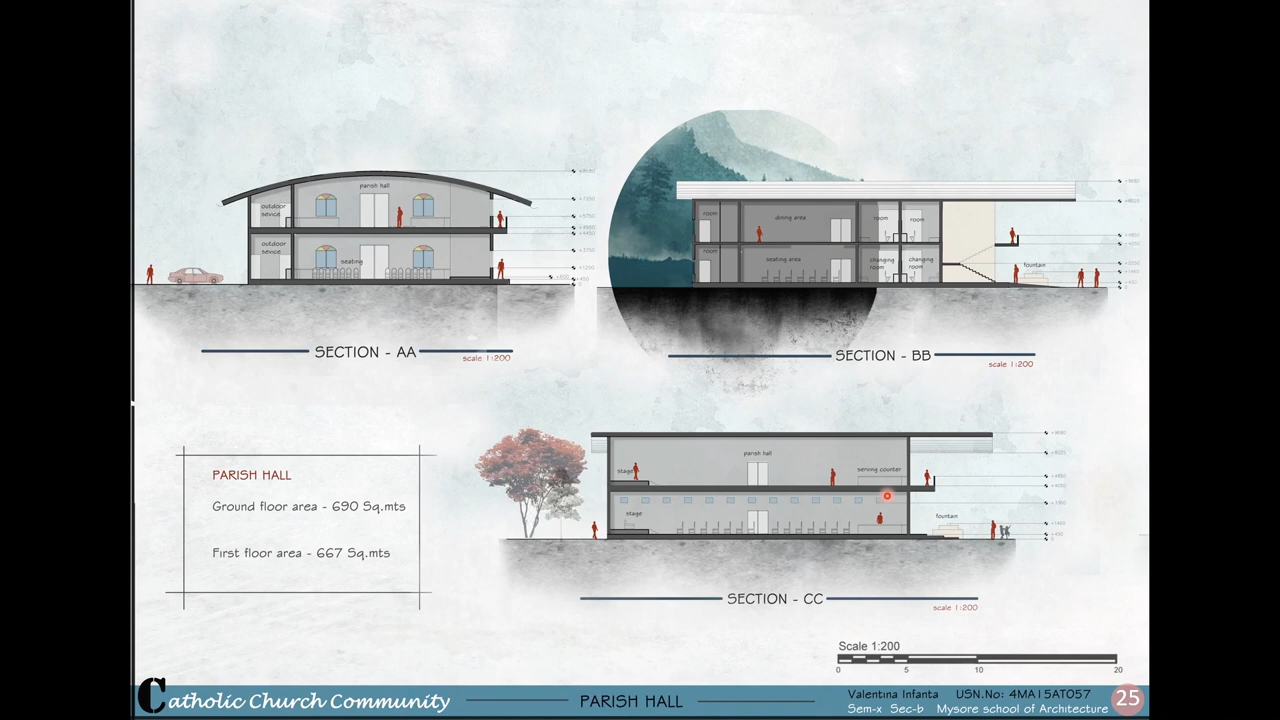 parish hall
outdoor
sevice
outdoor
sevice
seating
SECTION - AA
scale 1:200
room
dining area
room
room
room
seating area
changing
room
changing
room
fountain
SECTION - BB
scale 1:200
PARISH HALL
Ground floor area - 690 Sq.mts
First floor area - 667 Sq.mts
parish hall
stage
serving counter
stage
fountain
SECTION - CC
scale 1:200
Scale 1:200
0 5 10 20
Catholic Church Community
PARISH HALL
Valentina Infanta USN.No: 4MA15AT057
Sem-x Sec-b Mysore school of Architecture
25